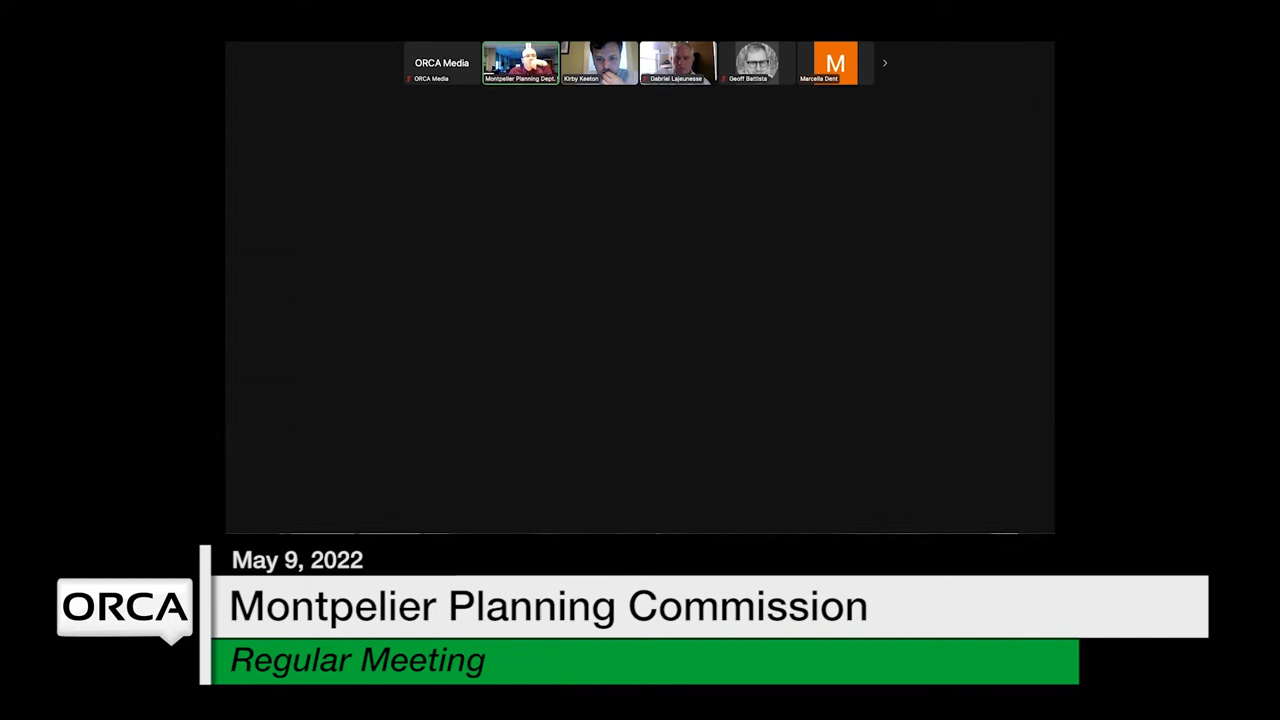 ORCA Media
M
ORCA Media
Montpelier Planning Dept.
Kirby Keeton
Gabriel Lajeunesse
Geoff Battista
Marcella Dent
May 9, 2022
ORCA
Montpelier Planning Commission
Regular Meeting